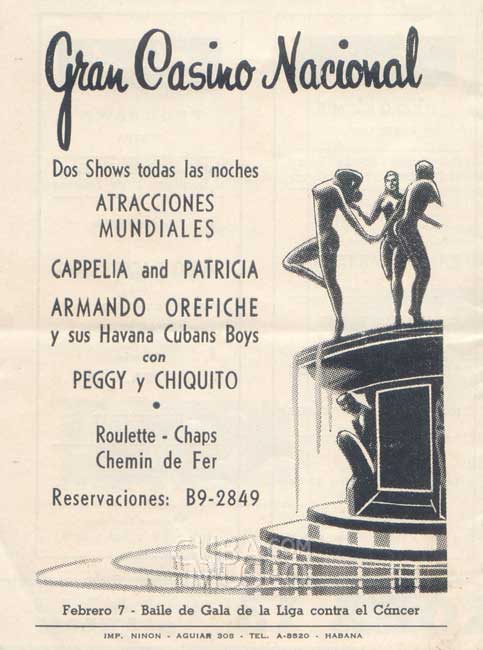 Gran Casino Nacional
Dos Shows todas las noches
ATRACCIONES
MUNDIALES
CAPPELIA and PATRICIA
ARMANDO OREFICHE
y sus Havana Cubans Boys
con
PEGGY y CHIQUITO
•
Roulette - Chaps
Chemin de Fer
Reservaciones: B9-2849
Febrero 7 - Baile de Gala de la Liga contra el Cáncer
IMP. NINON - AGUIAR 308 - TEL. A-8820 - HABANA